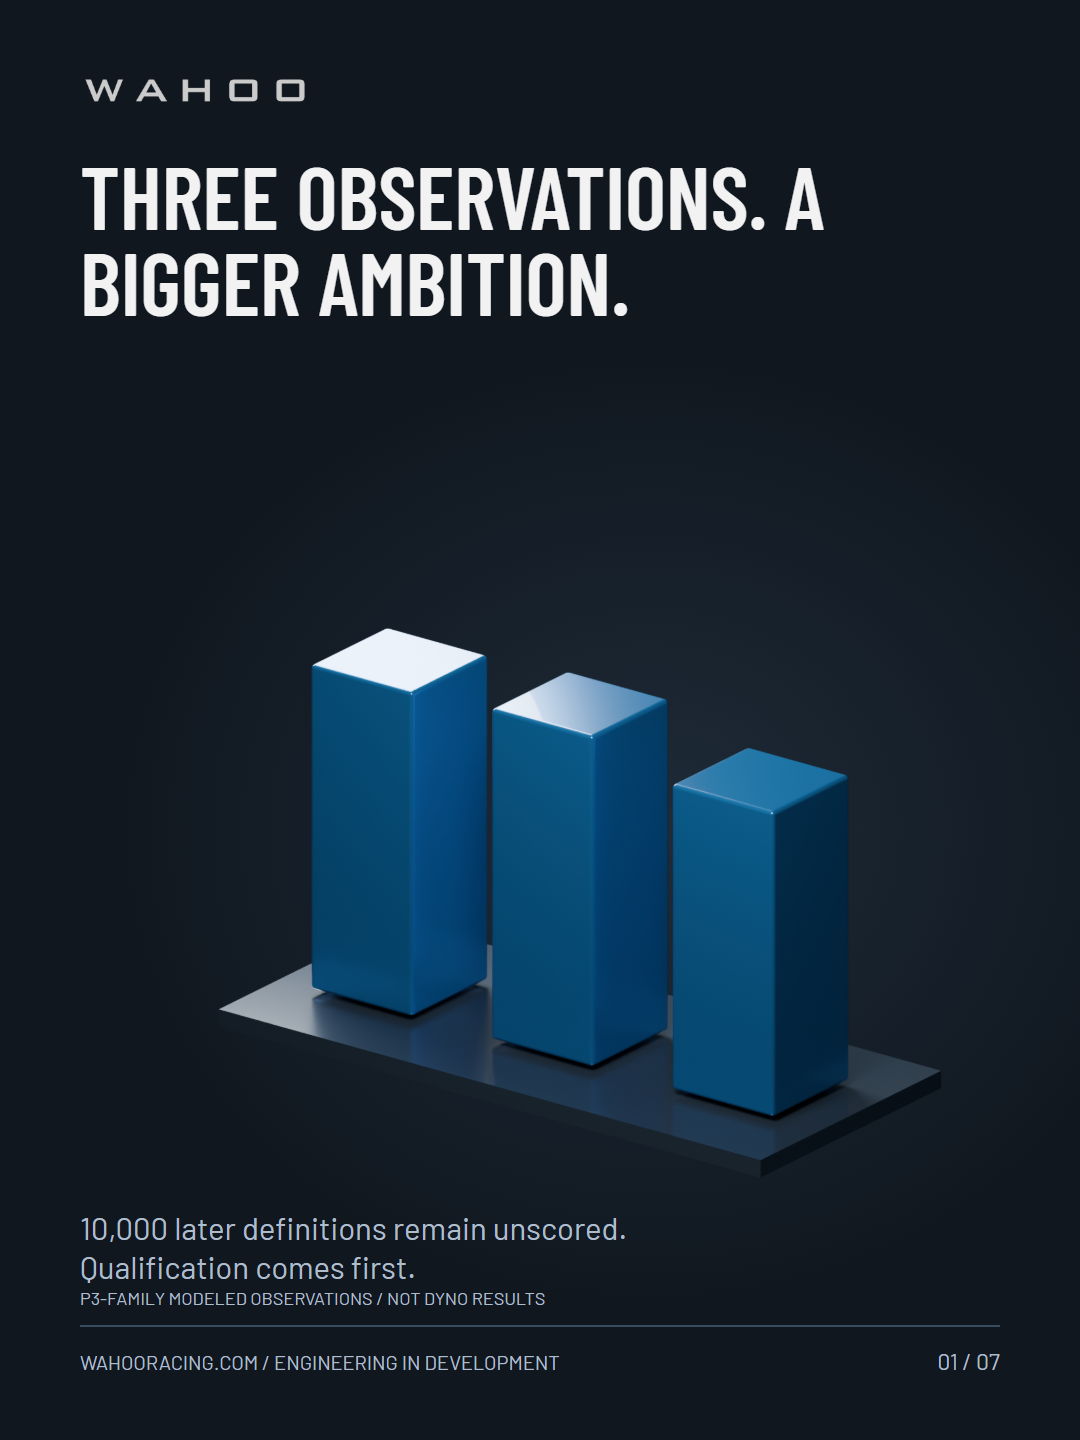 WAHOO
THREE OBSERVATIONS. A
BIGGER AMBITION.
10,000 later definitions remain unscored.
Qualification comes first.
P3-FAMILY MODELED OBSERVATIONS / NOT DYNO RESULTS
WAHOORACING.COM / ENGINEERING IN DEVELOPMENT
01 / 07